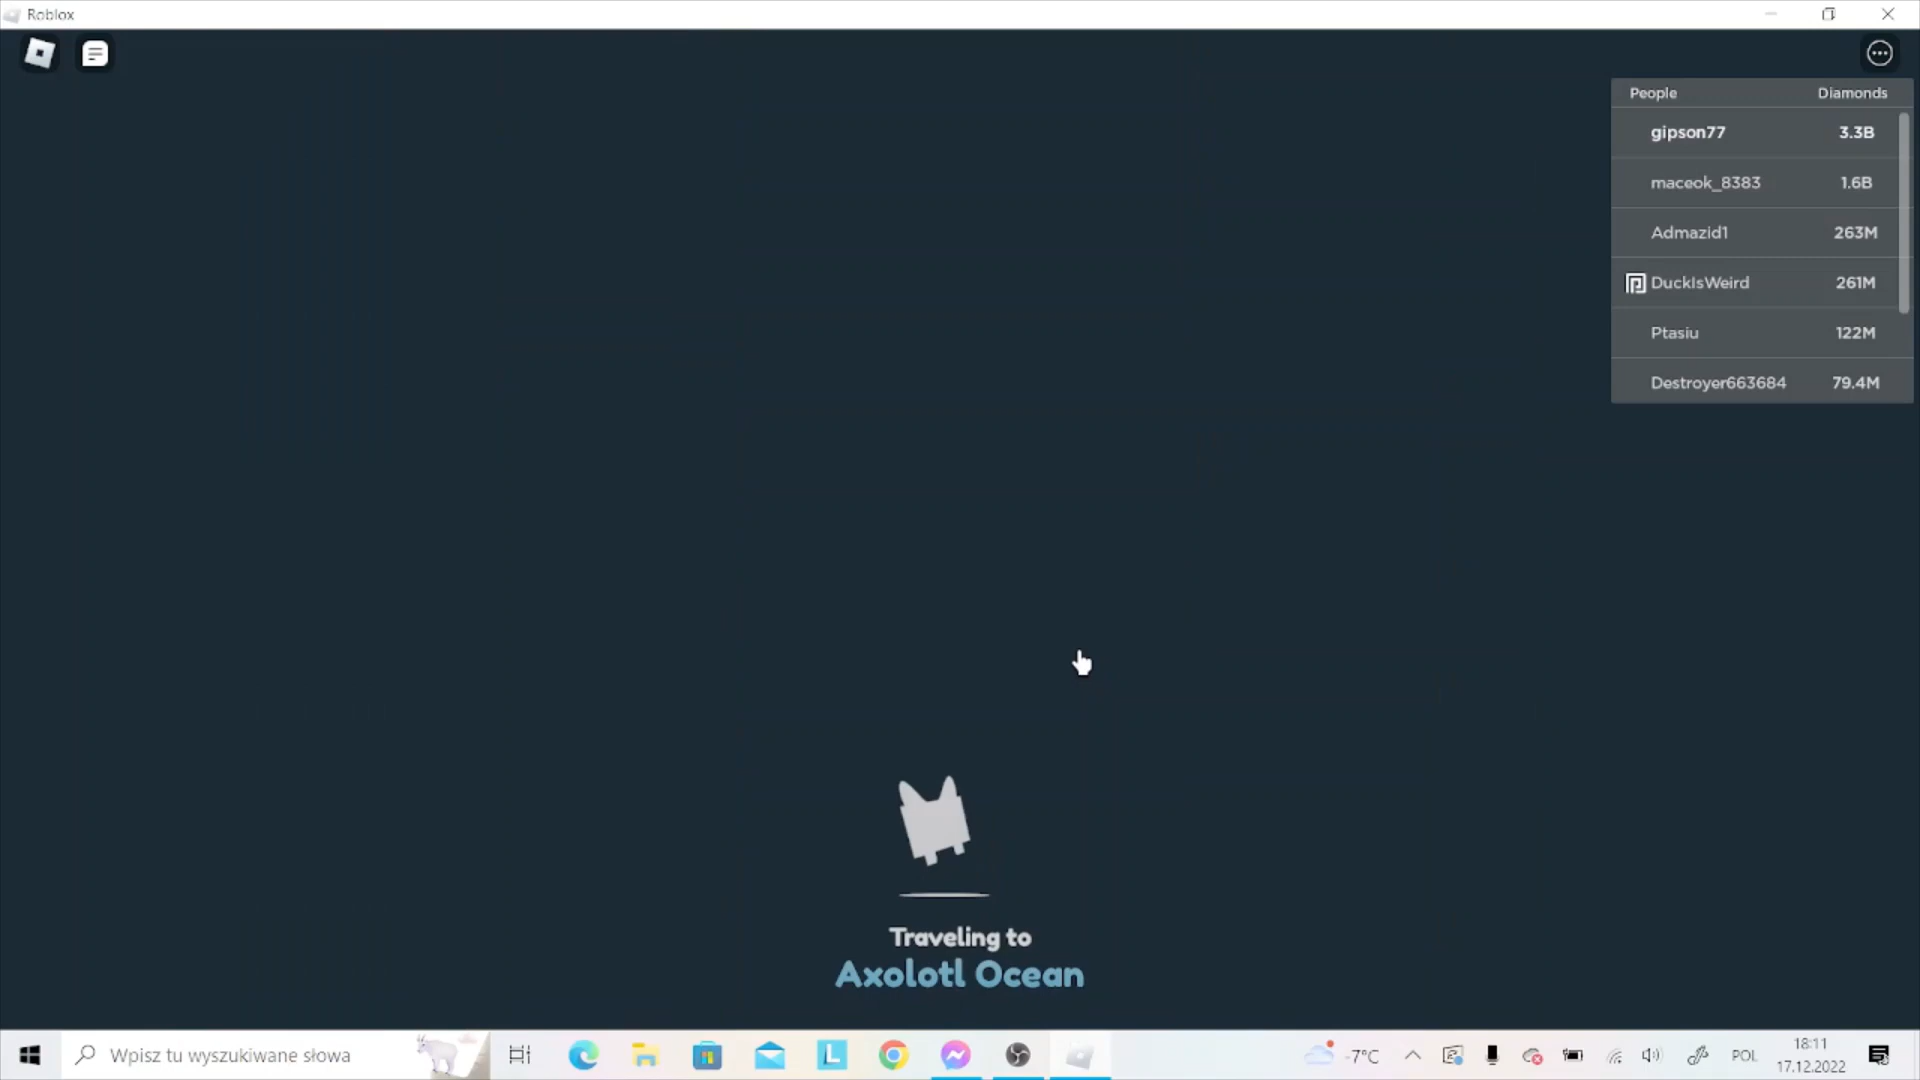 Roblox
People Diamonds
gipson77 3.3B
maceok_8383 1.6B
Admazid1 263M
DuckIsWeird 261M
Ptasiu 122M
Destroyer663684 79.4M
Traveling to
Axolotl Ocean
Wpisz tu wyszukiwane słowa
-7°C
POL
18:11
17.12.2022